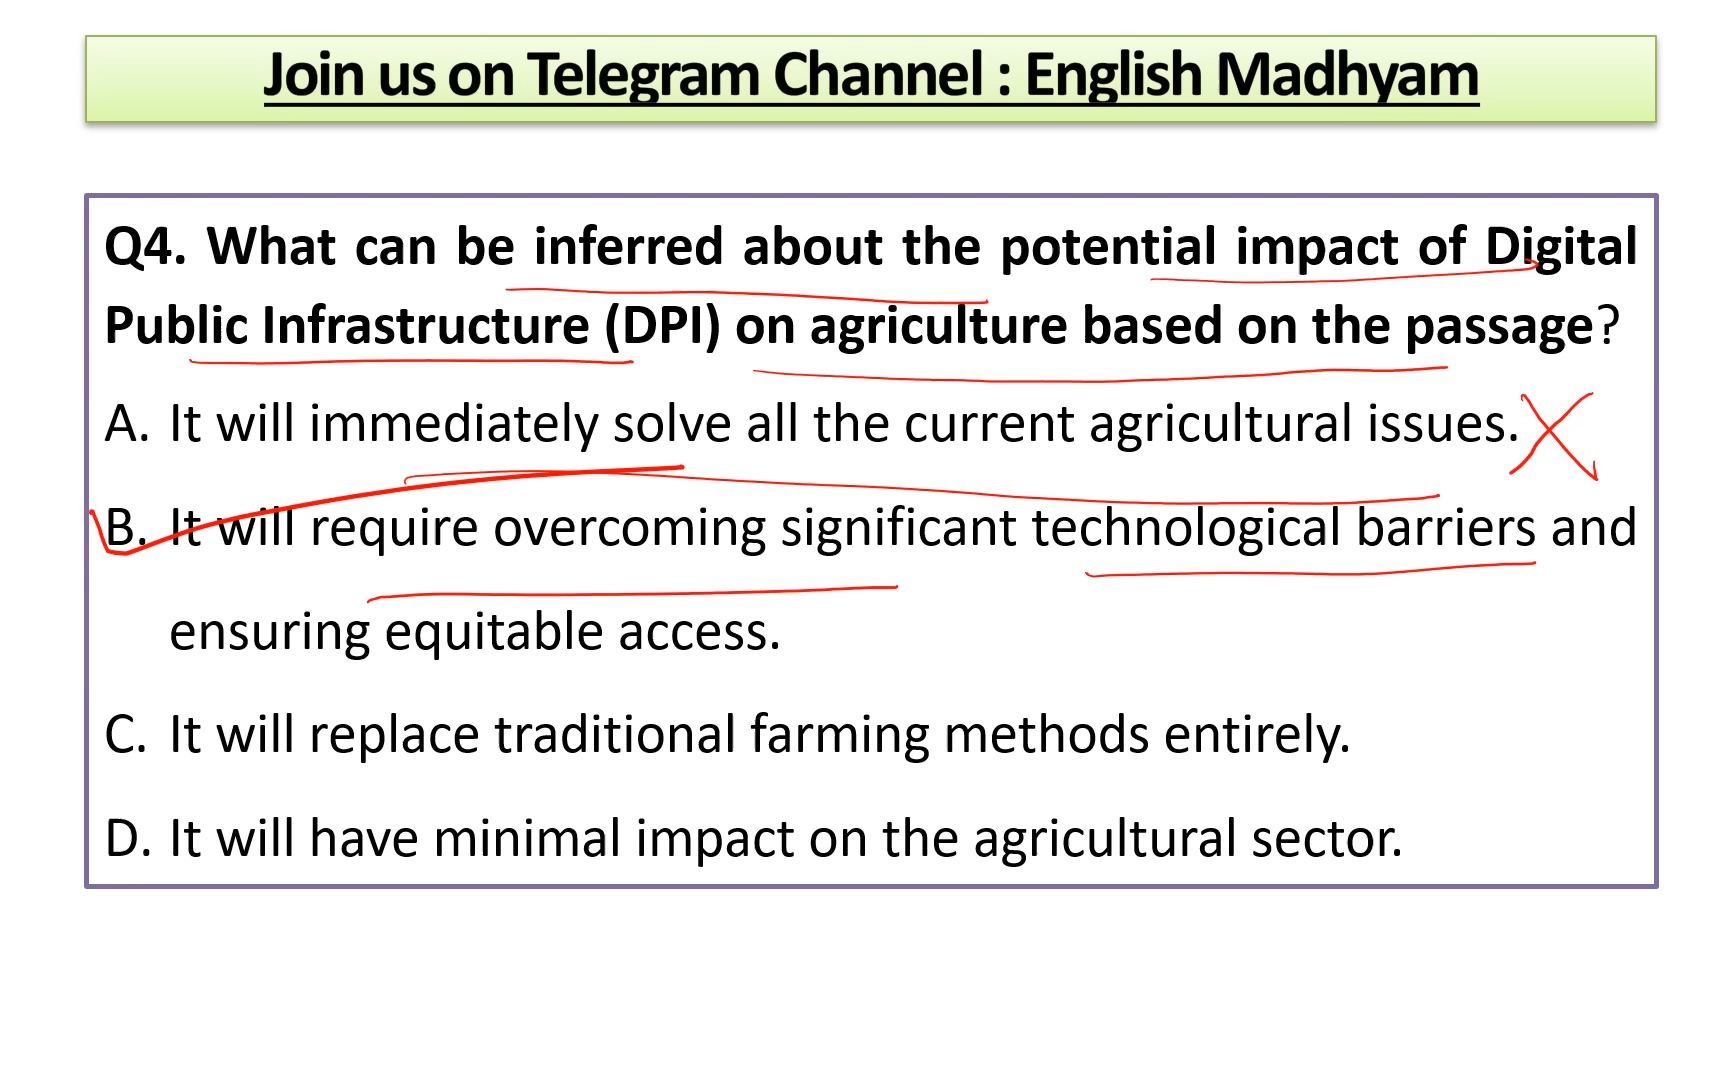 Join us on Telegram Channel : English Madhyam
Q4. What can be inferred about the potential impact of Digital
Public Infrastructure (DPI) on agriculture based on the passage?
A. It will immediately solve all the current agricultural issues.
B. It will require overcoming significant technological barriers and
ensuring equitable access.
C. It will replace traditional farming methods entirely.
D. It will have minimal impact on the agricultural sector.